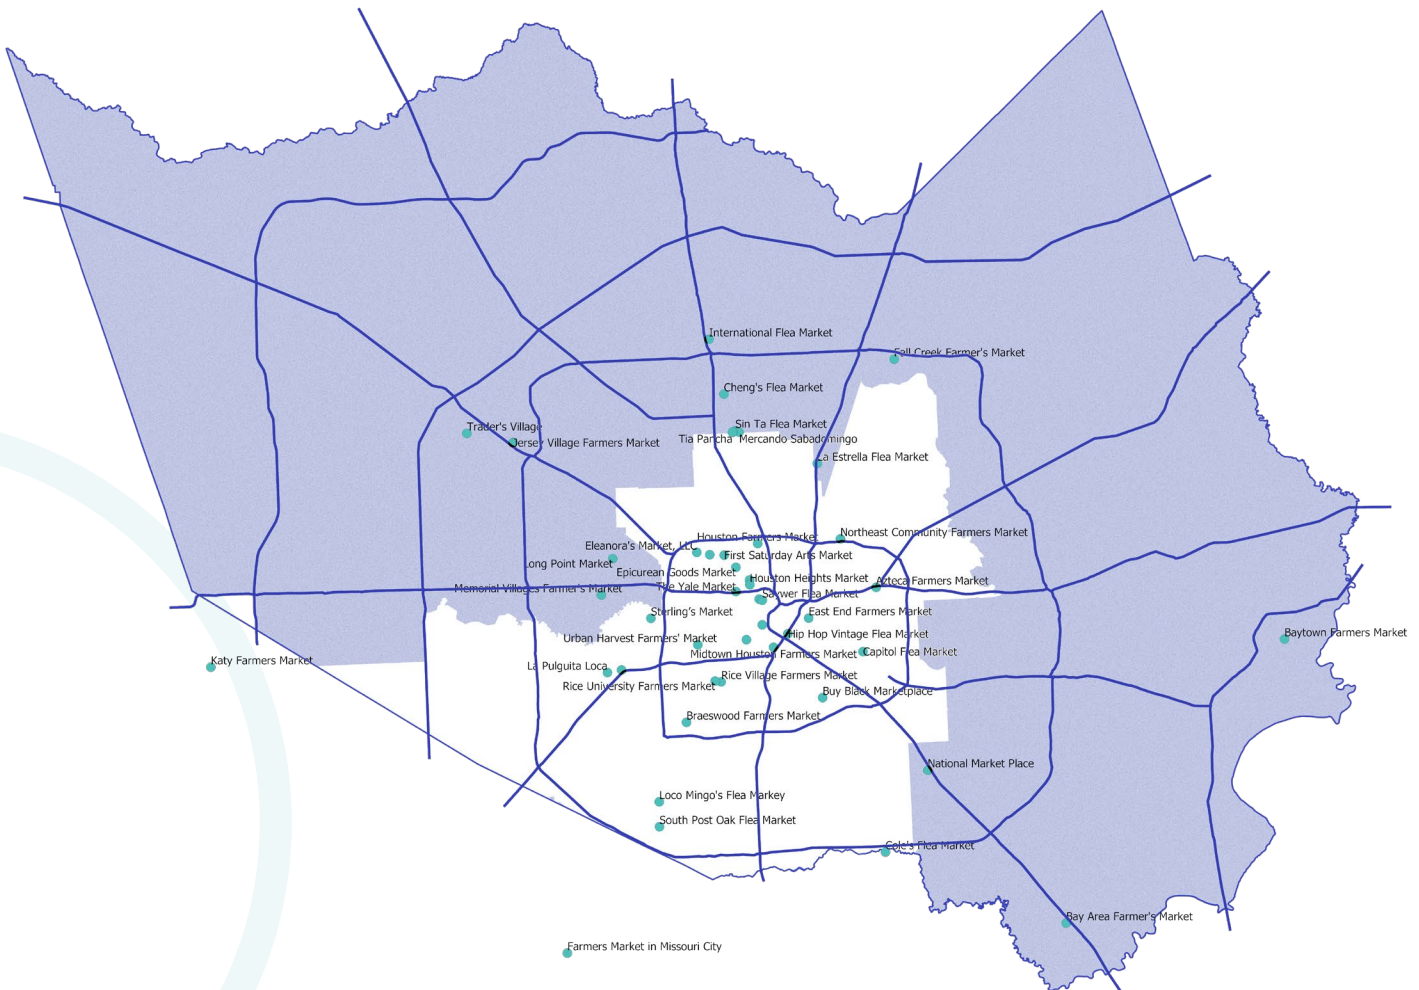 International Flea Market
Fall Creek Farmer's Market
Cheng's Flea Market
Sin Ta Flea Market
Trader's Village
Tia Pancha Mercando Sabadomingo
Jersey Village Farmers Market
La Estrella Flea Market
Northeast Community Farmers Market
Houston Farmers Market
Eleanora's Market, LLC
First Saturday Arts Market
Long Point Market
Epicurean Goods Market
Houston Heights Market
Azteca Farmers Market
Memorial Villages Farmer's Market
The Yale Market
Saywer Flea Market
Sterling's Market
East End Farmers Market
Hip Hop Vintage Flea Market
Baytown Farmers Market
Urban Harvest Farmers' Market
Midtown Houston Farmers Market
Capitol Flea Market
Katy Farmers Market
La Pulguita Loca
Rice Village Farmers Market
Rice University Farmers Market
Buy Black Marketplace
Braeswood Farmers Market
National Market Place
Loco Mingo's Flea Markey
South Post Oak Flea Market
Cole's Flea Market
Bay Area Farmer's Market
Farmers Market in Missouri City